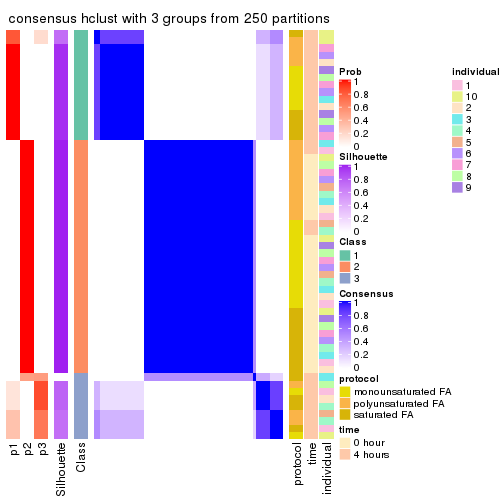 consensus hclust with 3 groups from 250 partitions
Prob
1
0.8
0.6
0.4
0.2
0
Silhouette
1
0.8
0.6
0.4
0.2
0
Class
1
2
3
Consensus
1
0.8
0.6
0.4
0.2
0
protocol
monounsaturated FA
polyunsaturated FA
saturated FA
time
0 hour
4 hours
individual
1
10
2
3
4
5
6
7
8
9
p1
p2
p3
Silhouette
Class
protocol
time
individual